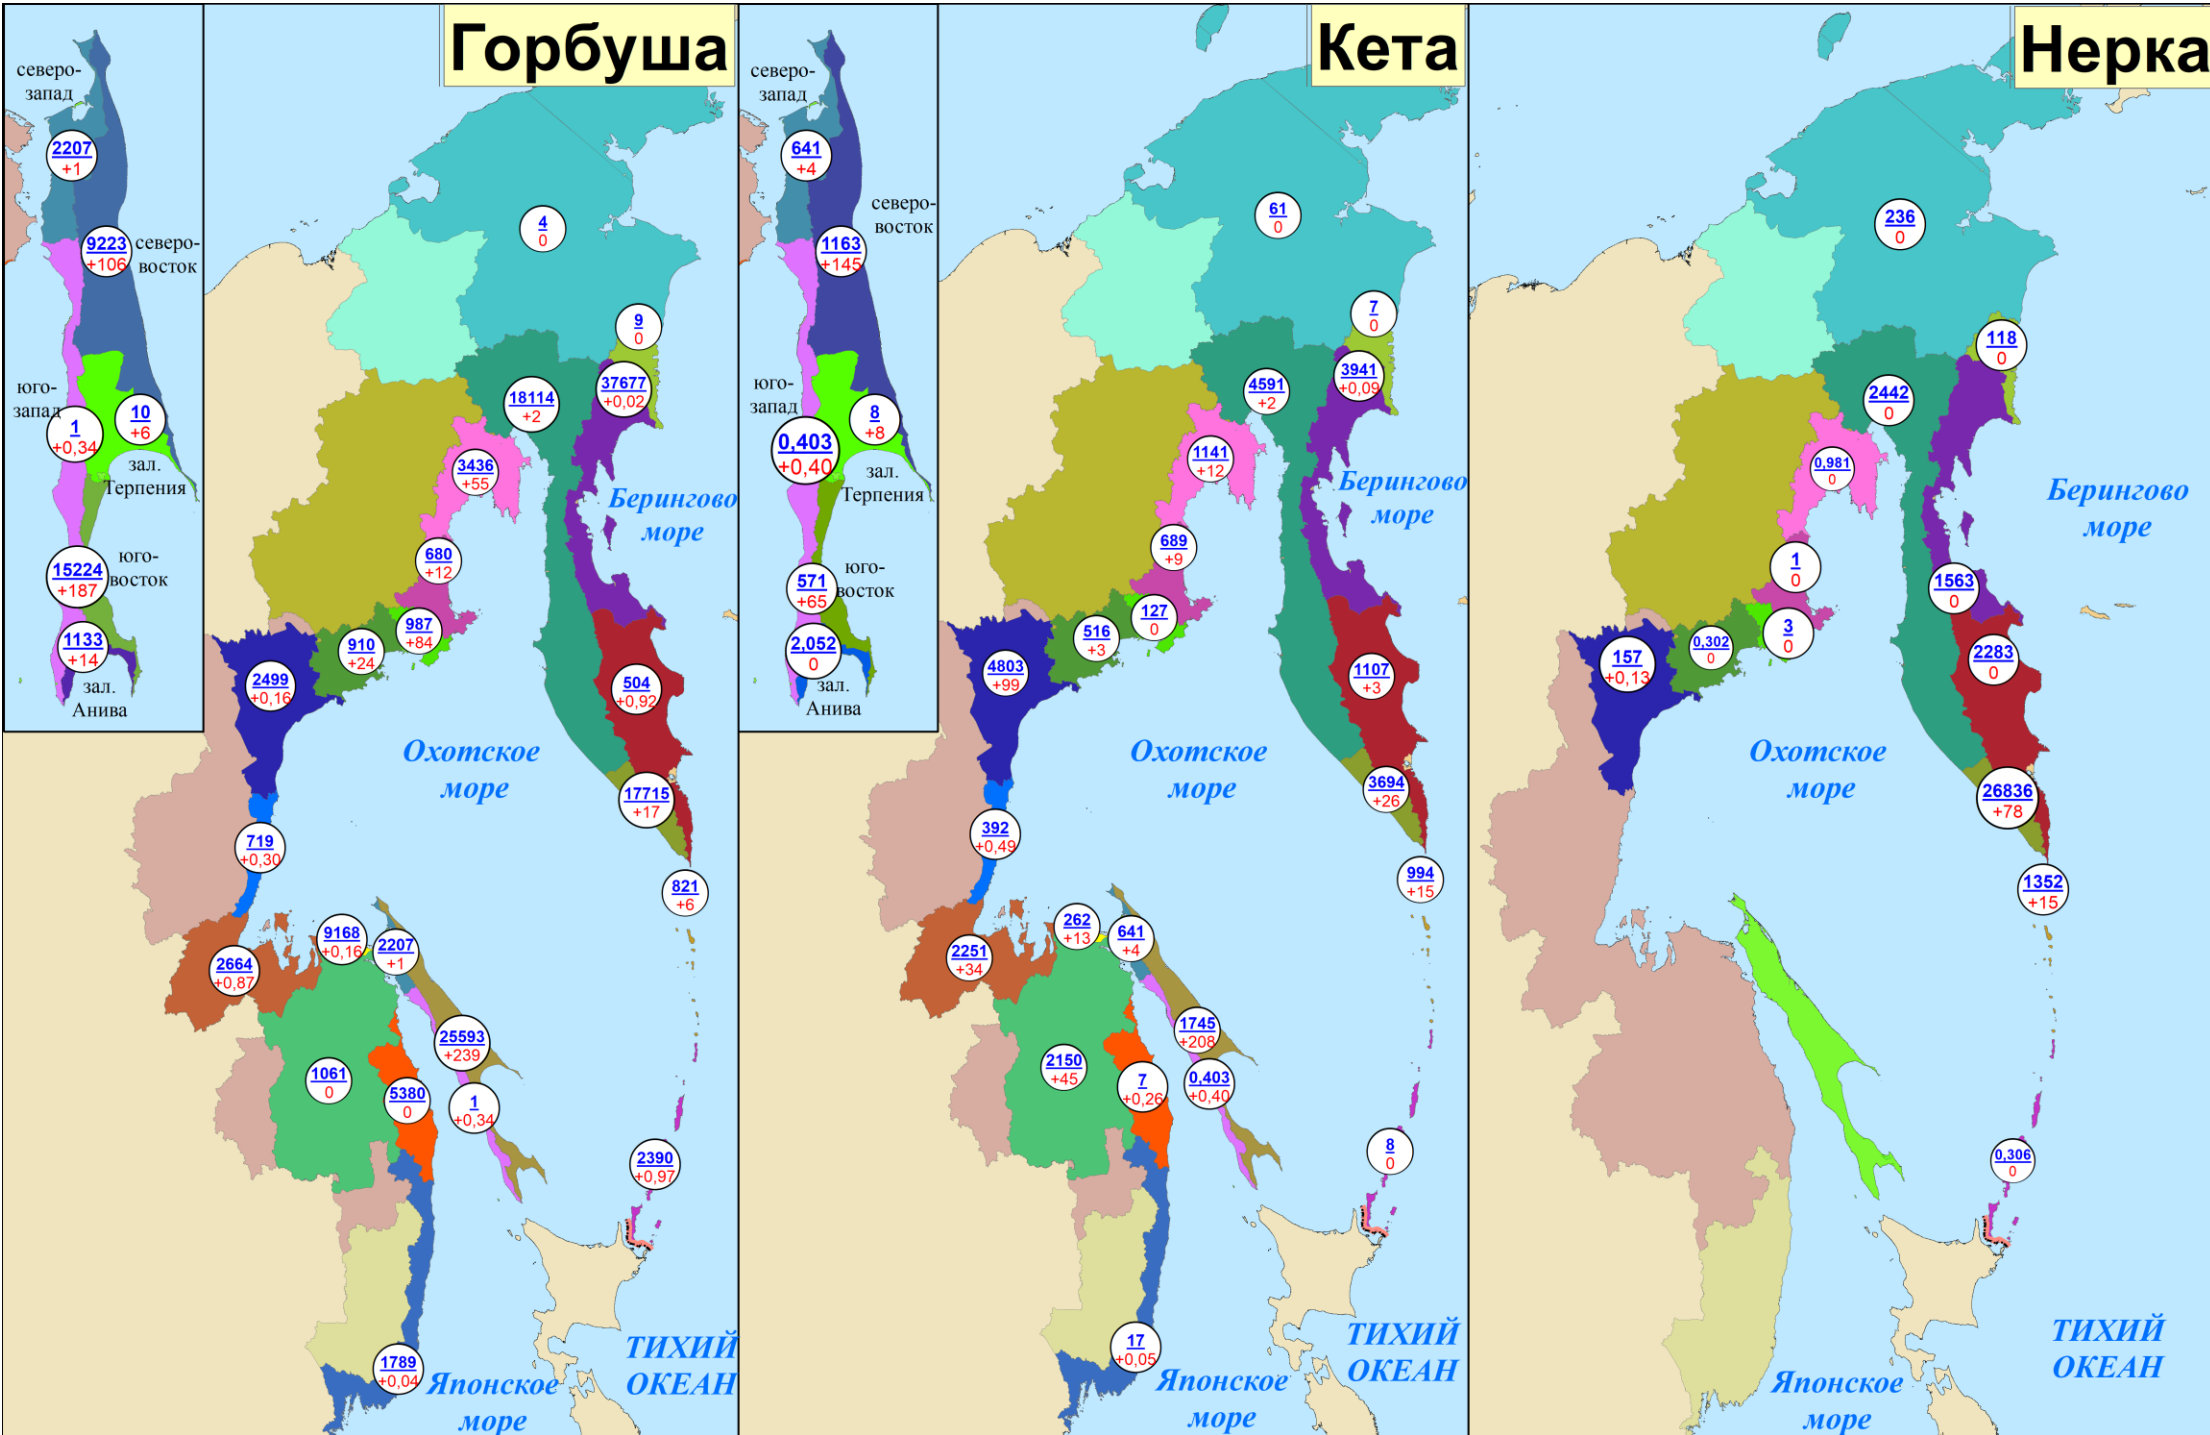 Горбуша
северо-
запад
2207
+1
9223
+106
северо-
восток
юго-
запад
1
+0,34
10
+6
зал.
Терпения
15224
+187
юго-
восток
1133
+14
зал.
Анива
4
0
9
0
37677
+0,02
18114
+2
3436
+55
Берингово
море
680
+12
987
+84
910
+24
2499
+0,16
504
+0,92
Охотское
море
17715
+17
719
+0,30
821
+6
9168
+0,16
2207
+1
2664
+0,87
25593
+239
1061
0
5380
0
1
+0,34
2390
+0,97
1789
+0,04
Японское
море
ТИХИЙ
ОКЕАН
Кета
северо-
запад
641
+4
северо-
восток
1163
+145
юго-
запад
0,403
+0,40
8
+8
зал.
Терпения
571
+65
юго-
восток
2,052
0
зал.
Анива
61
0
7
0
3941
+0,09
4591
+2
1141
+12
Берингово
море
689
+9
127
0
516
+3
4803
+99
1107
+3
Охотское
море
3694
+26
392
+0,49
994
+15
262
+13
641
+4
2251
+34
1745
+208
2150
+45
7
+0,26
0,403
+0,40
8
0
17
+0,05
Японское
море
ТИХИЙ
ОКЕАН
Нерка
236
0
118
0
2442
0
0,981
0
Берингово
море
1
0
1563
0
3
0
0,302
0
157
+0,13
2283
0
Охотское
море
26836
+78
1352
+15
0,306
0
Японское
море
ТИХИЙ
ОКЕАН